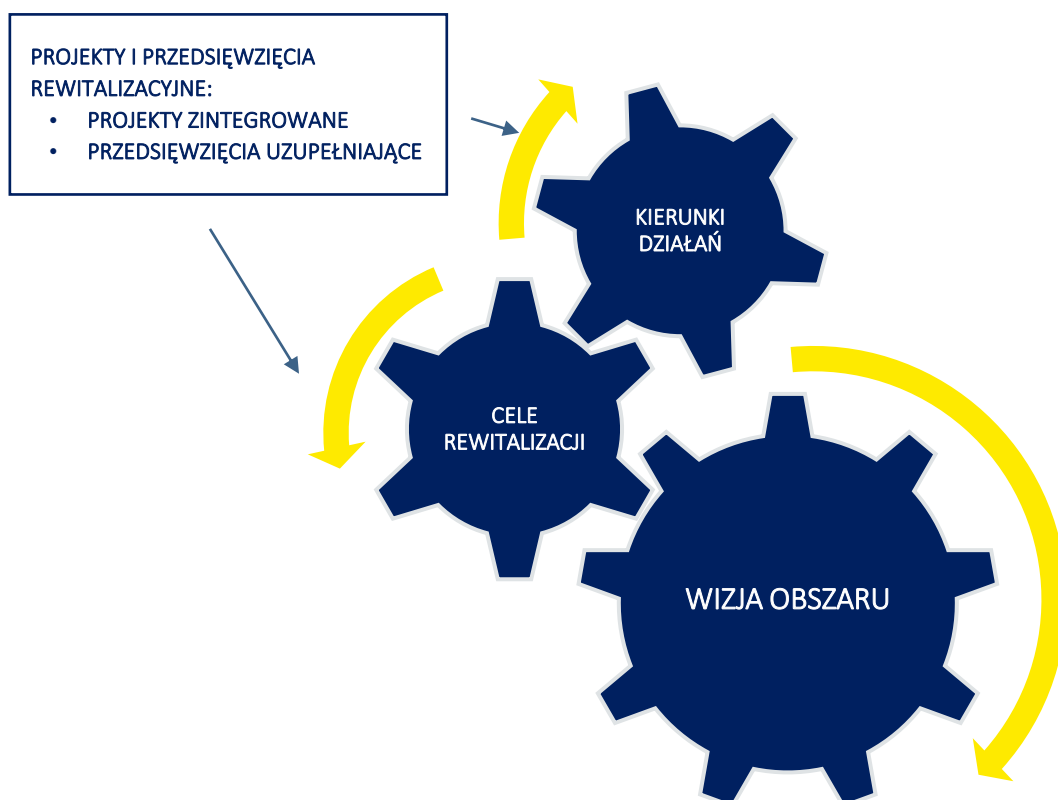 PROJEKTY I PRZEDSIĘWZIĘCIA
REWITALIZACYJNE:
• PROJEKTY ZINTEGROWANE
• PRZEDSIĘWZIĘCIA UZUPEŁNIAJĄCE
KIERUNKI
DZIAŁAŃ
CELE
REWITALIZACJI
WIZJA OBSZARU